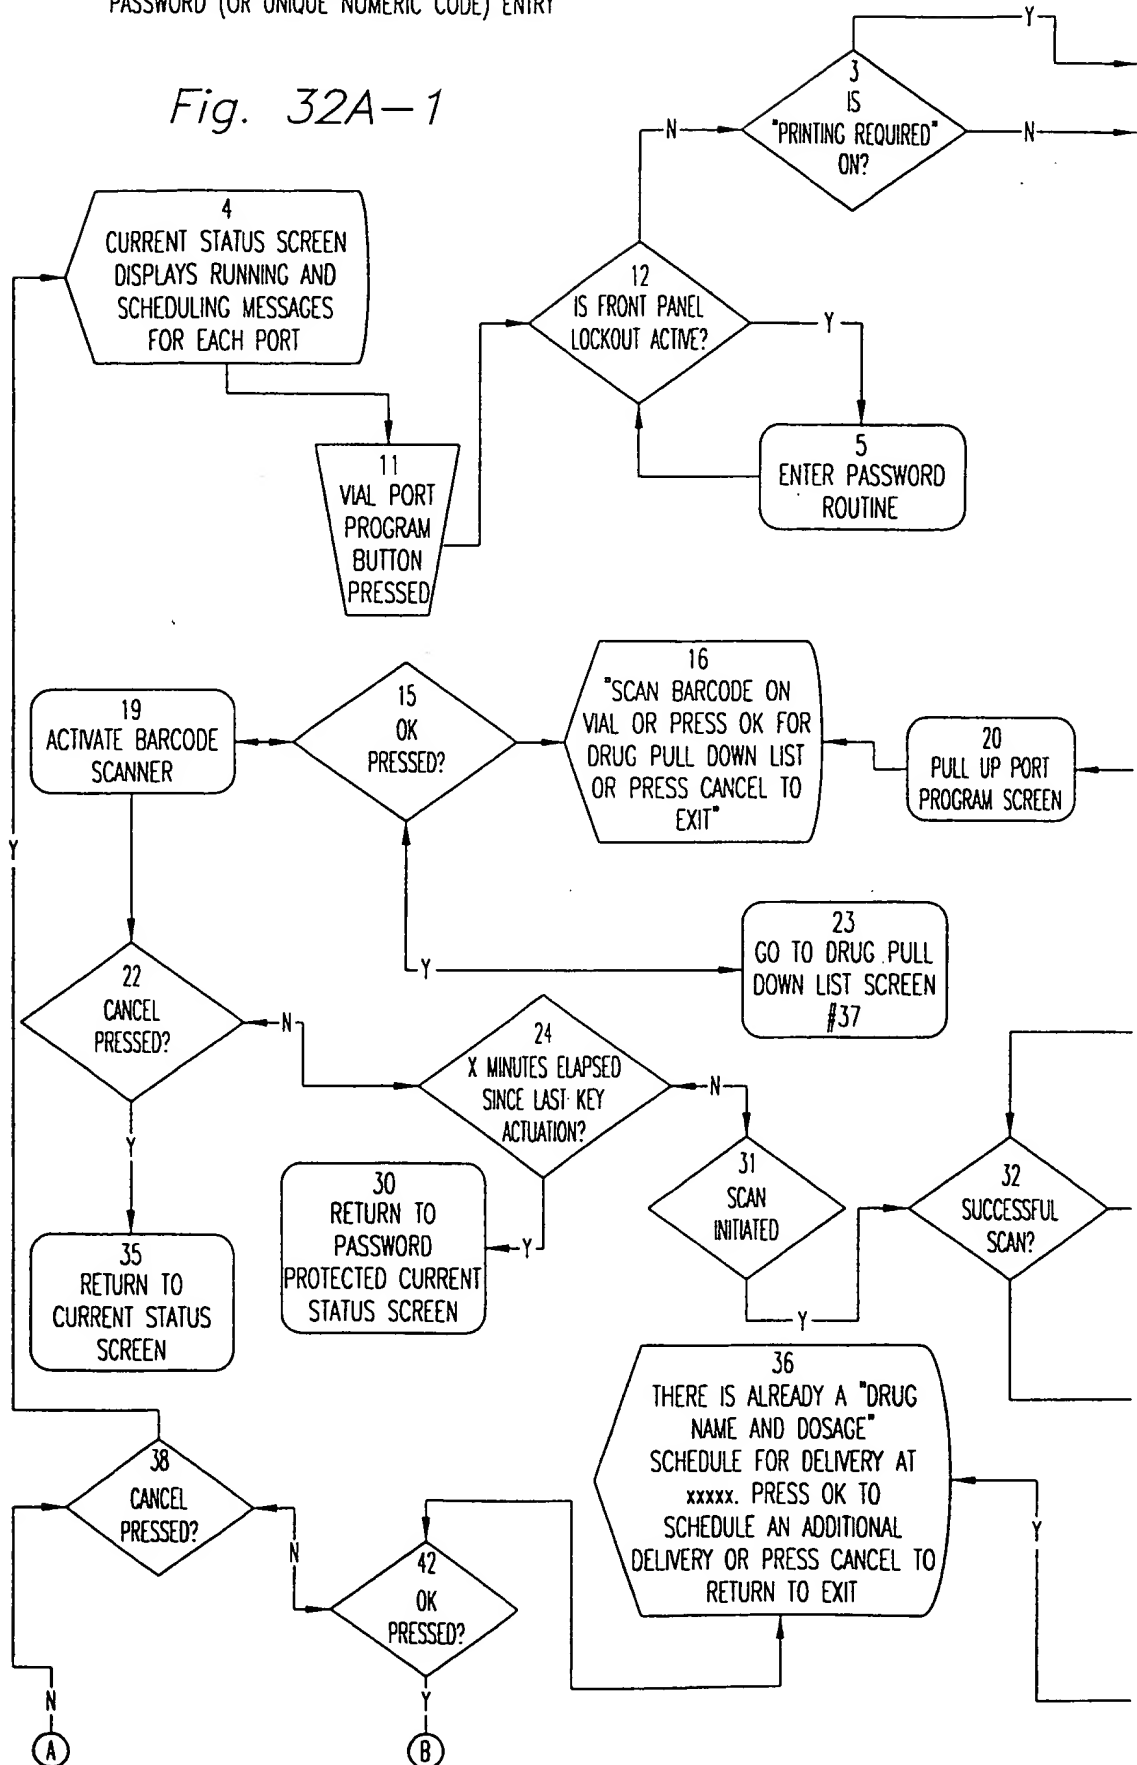 PASSWORD (OR UNIQUE NUMERIC CODE) ENTRY
Fig. 32A-1
Y
3
IS
"PRINTING REQUIRED"
ON?
N
N
4
CURRENT STATUS SCREEN
DISPLAYS RUNNING AND
SCHEDULING MESSAGES
FOR EACH PORT
12
IS FRONT PANEL
LOCKOUT ACTIVE?
Y
5
ENTER PASSWORD
ROUTINE
11
VIAL PORT
PROGRAM
BUTTON
PRESSED
19
ACTIVATE BARCODE
SCANNER
15
OK
PRESSED?
16
"SCAN BARCODE ON
VIAL OR PRESS OK FOR
DRUG PULL DOWN LIST
OR PRESS CANCEL TO
EXIT"
20
PULL UP PORT
PROGRAM SCREEN
Y
23
GO TO DRUG PULL
DOWN LIST SCREEN
#37
Y
22
CANCEL
PRESSED?
N
24
X MINUTES ELAPSED
SINCE LAST KEY
ACTUATION?
N
31
SCAN
INITIATED
32
SUCCESSFUL
SCAN?
Y
30
RETURN TO
PASSWORD
PROTECTED CURRENT
STATUS SCREEN
Y
Y
35
RETURN TO
CURRENT STATUS
SCREEN
36
THERE IS ALREADY A "DRUG
NAME AND DOSAGE"
SCHEDULE FOR DELIVERY AT
xxxxx. PRESS OK TO
SCHEDULE AN ADDITIONAL
DELIVERY OR PRESS CANCEL TO
RETURN TO EXIT
Y
38
CANCEL
PRESSED?
N
42
OK
PRESSED?
N
Y
A
B